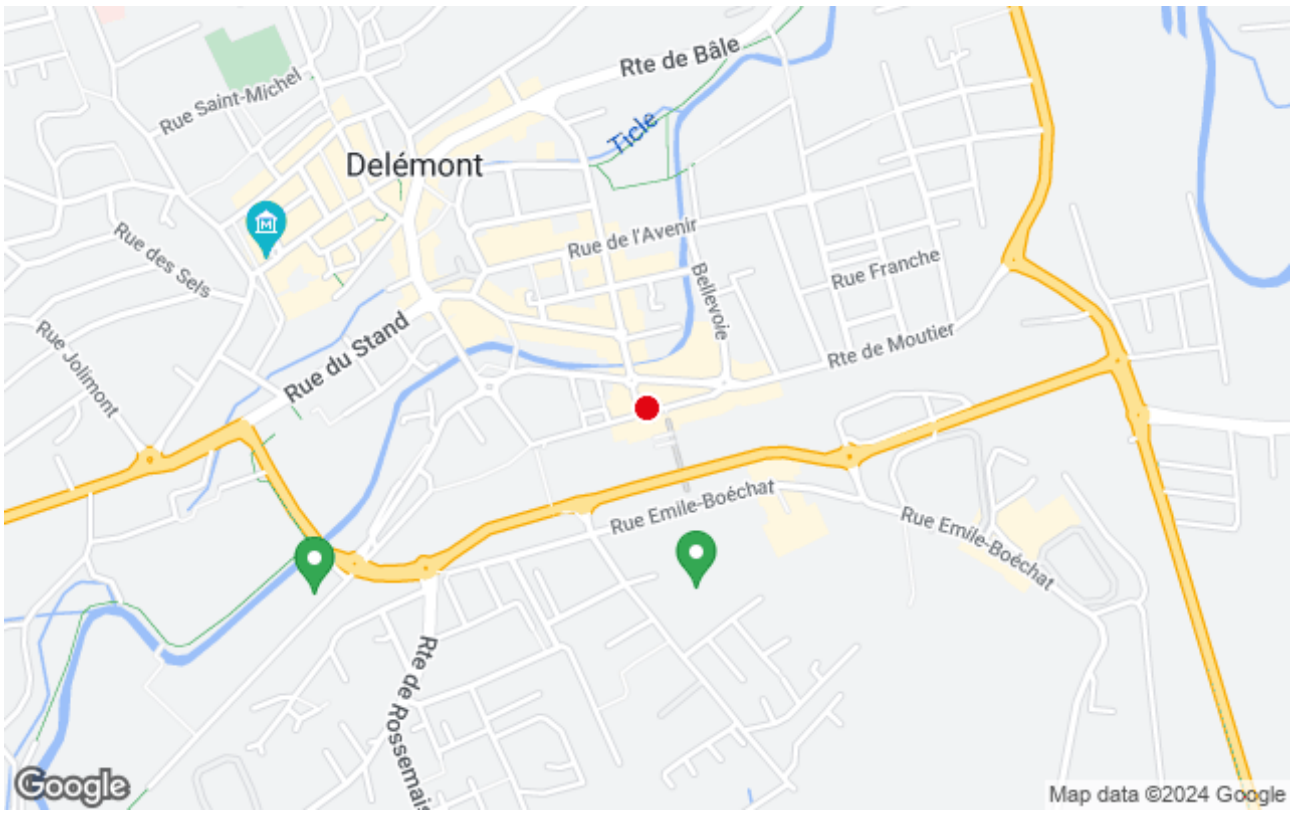 Rte de Bâle
Rue Saint-Michel
Ticle
Delémont
M
Rue de l'Avenir
Rue des Sels
Rue Franche
Bellevoie
Rue du Stand
Rte de Moutier
Rue Jolimont
Rue Emile-Boéchat
Rue Emile-Boéchat
Rte de Rossemais
Google
Map data ©2024 Google